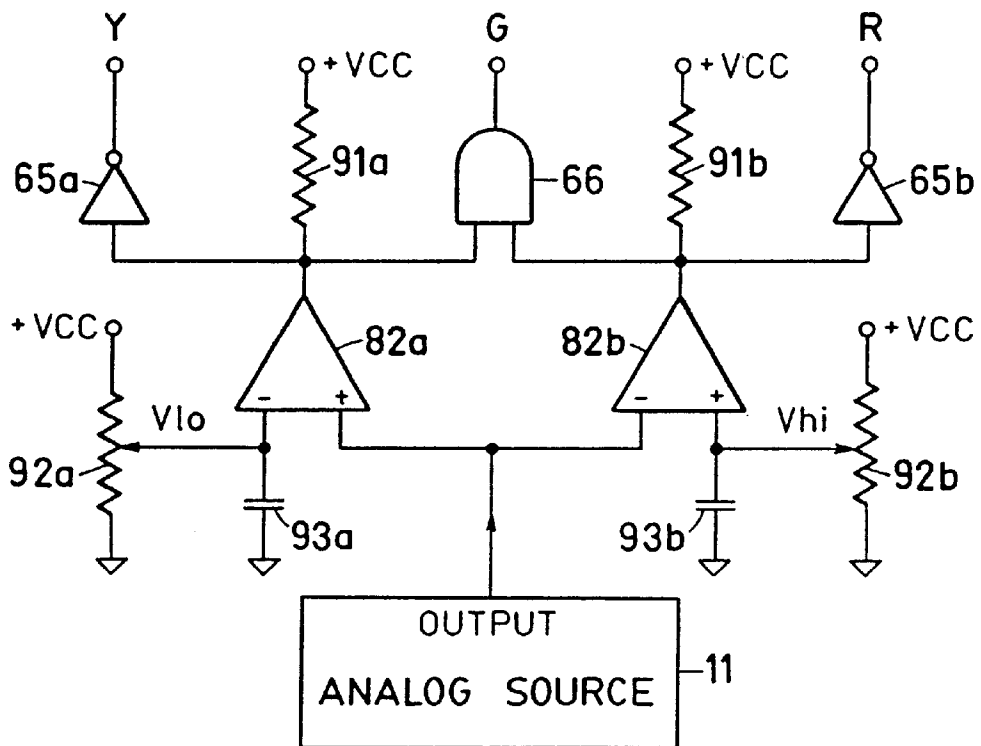 Y
G
R
+VCC
+VCC
65a
91a
66
91b
65b
+VCC
82a
82b
+VCC
-
+
-
+
Vlo
Vhi
92a
93a
93b
92b
OUTPUT
ANALOG SOURCE
11